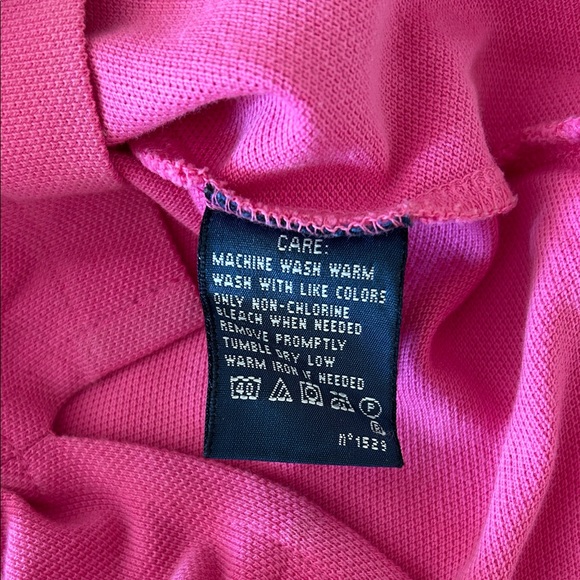 CARE:
MACHINE WASH WARM
WASH WITH LIKE COLORS
ONLY NON-CHLORINE
BLEACH WHEN NEEDED
REMOVE PROMPTLY
TUMBLE DRY LOW
WARM IRON IF NEEDED
40 P
R
n°1529